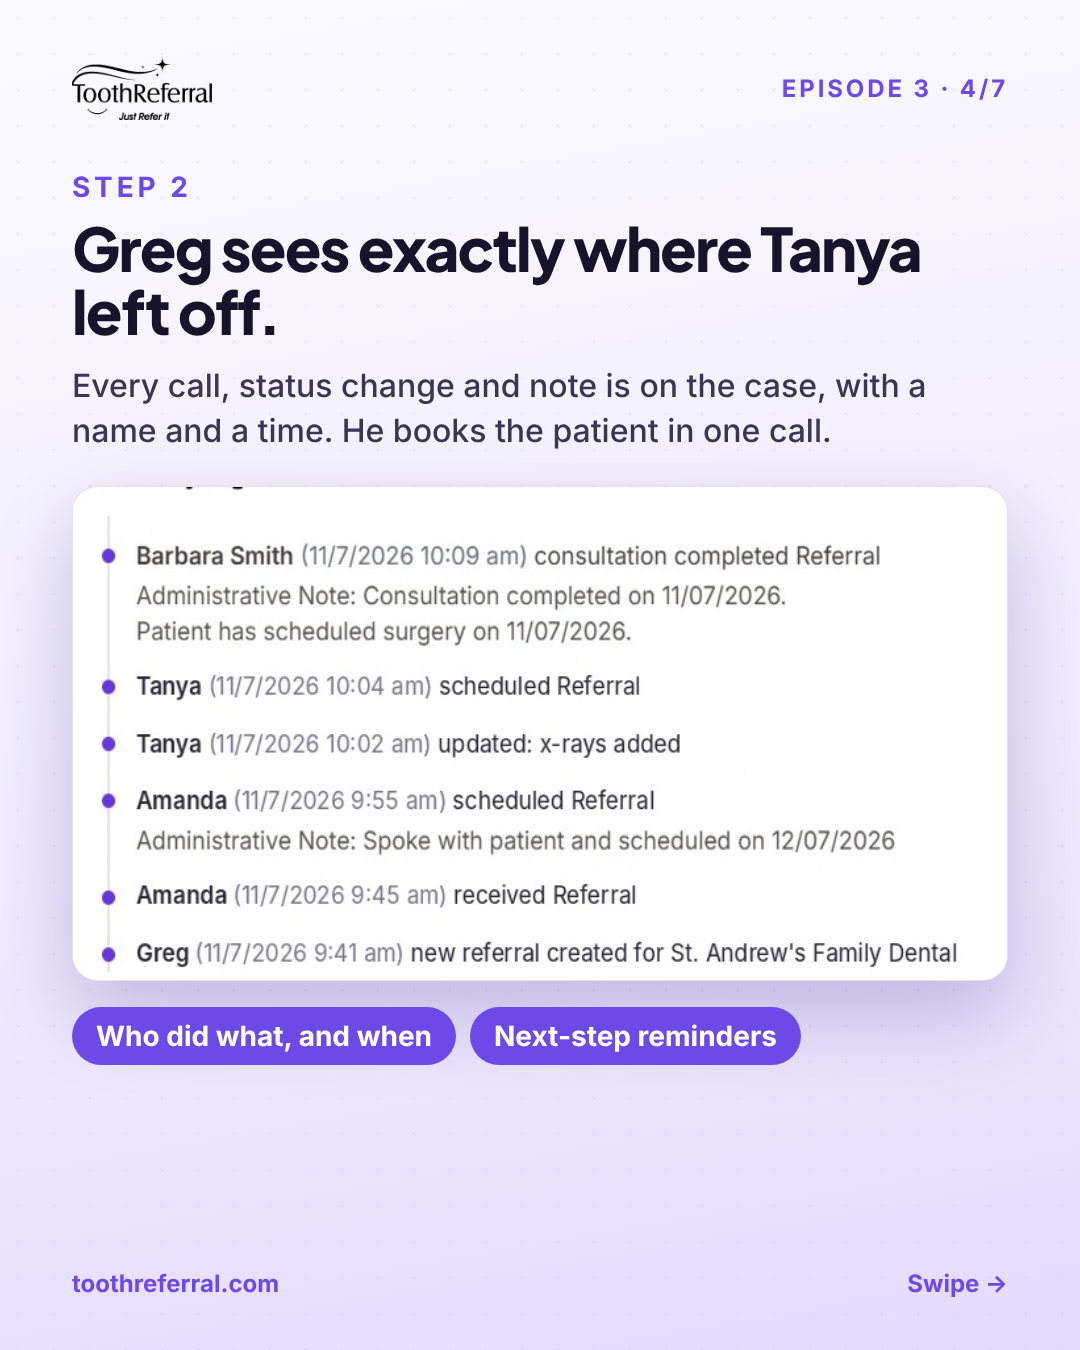 ToothReferral
Just Refer it
EPISODE 3 · 4/7
STEP 2
Greg sees exactly where Tanya
left off.
Every call, status change and note is on the case, with a
name and a time. He books the patient in one call.
Barbara Smith (11/7/2026 10:09 am) consultation completed Referral
Administrative Note: Consultation completed on 11/07/2026.
Patient has scheduled surgery on 11/07/2026.
Tanya (11/7/2026 10:04 am) scheduled Referral
Tanya (11/7/2026 10:02 am) updated: x-rays added
Amanda (11/7/2026 9:55 am) scheduled Referral
Administrative Note: Spoke with patient and scheduled on 12/07/2026
Amanda (11/7/2026 9:45 am) received Referral
Greg (11/7/2026 9:41 am) new referral created for St. Andrew's Family Dental
Who did what, and when
Next-step reminders
toothreferral.com
Swipe →